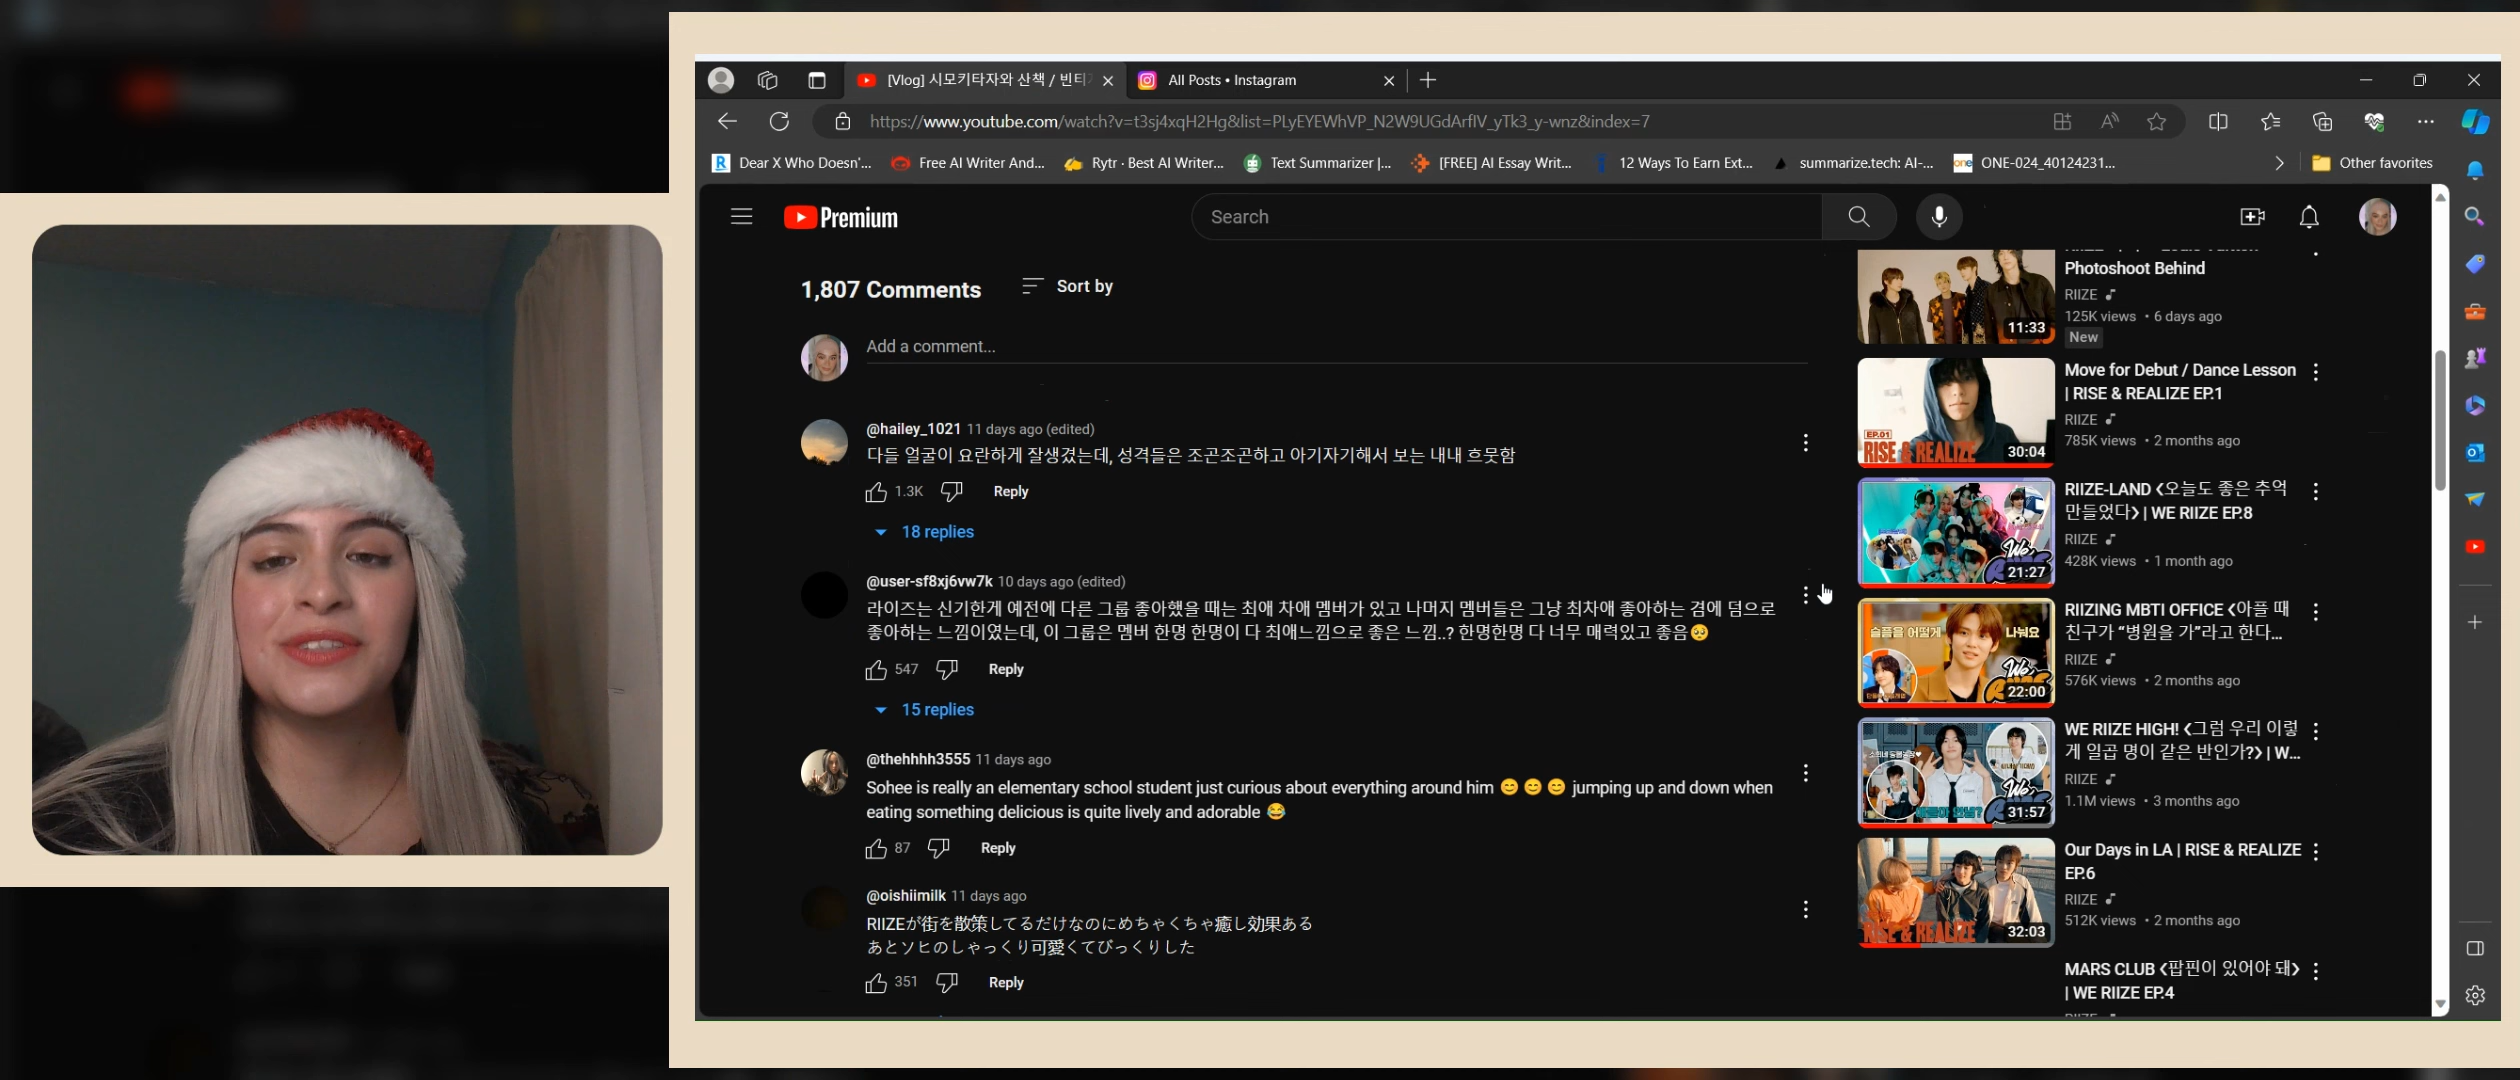 [Vlog] 시모키타자와 산책 / 빈티
All Posts • Instagram
https://www.youtube.com/watch?v=t3sj4xqH2Hg&list=PLyEYEWhVP_N2W9UGdArfIV_yTk3_y-wnz&index=7
Dear X Who Doesn'...
Free AI Writer And...
Rytr · Best AI Writer...
Text Summarizer |...
[FREE] AI Essay Writ...
12 Ways To Earn Ext...
summarize.tech: AI-...
ONE-024_40124231...
Other favorites
Premium
Search
1,807 Comments
Sort by
Add a comment...
@hailey_1021 11 days ago (edited)
다들 얼굴이 요란하게 잘생겼는데, 성격들은 조곤조곤하고 아기자기해서 보는 내내 흐뭇함
1.3K Reply
18 replies
@user-sf8xj6vw7k 10 days ago (edited)
라이즈는 신기한게 예전에 다른 그룹 좋아했을 때는 최애 차애 멤버가 있고 나머지 멤버들은 그냥 최차애 좋아하는 겸에 덤으로
좋아하는 느낌이였는데, 이 그룹은 멤버 한명 한명이 다 최애느낌으로 좋은 느낌..? 한명한명 다 너무 매력있고 좋음🥺
547 Reply
15 replies
@thehhhh3555 11 days ago
Sohee is really an elementary school student just curious about everything around him 😊 😊 😊 jumping up and down when
eating something delicious is quite lively and adorable 😂
87 Reply
@oishiimilk 11 days ago
RIIZEが街を散策してるだけなのにめちゃくちゃ癒し効果ある
あとソヒのしゃっくり可愛くてびっくりした
351 Reply
Photoshoot Behind
RIIZE
125K views • 6 days ago
New
11:33
Move for Debut / Dance Lesson
| RISE & REALIZE EP.1
RIIZE
785K views • 2 months ago
EP.01
RISE & REALIZE
30:04
RIIZE-LAND <오늘도 좋은 추억
만들었다> | WE RIIZE EP.8
RIIZE
428K views • 1 month ago
We,
21:27
RIIZING MBTI OFFICE <아플 때
친구가 “병원을 가”라고 한다...
RIIZE
576K views • 2 months ago
슬픔을 어떻게 나눠요
We,
22:00
WE RIIZE HIGH! <그럼 우리 이렇
게 일곱 명이 같은 반인가?> | W...
RIIZE
1.1M views • 3 months ago
We,
31:57
Our Days in LA | RISE & REALIZE
EP.6
RIIZE
512K views • 2 months ago
RISE & REALIZE
32:03
MARS CLUB <팝핀이 있어야 돼>
| WE RIIZE EP.4